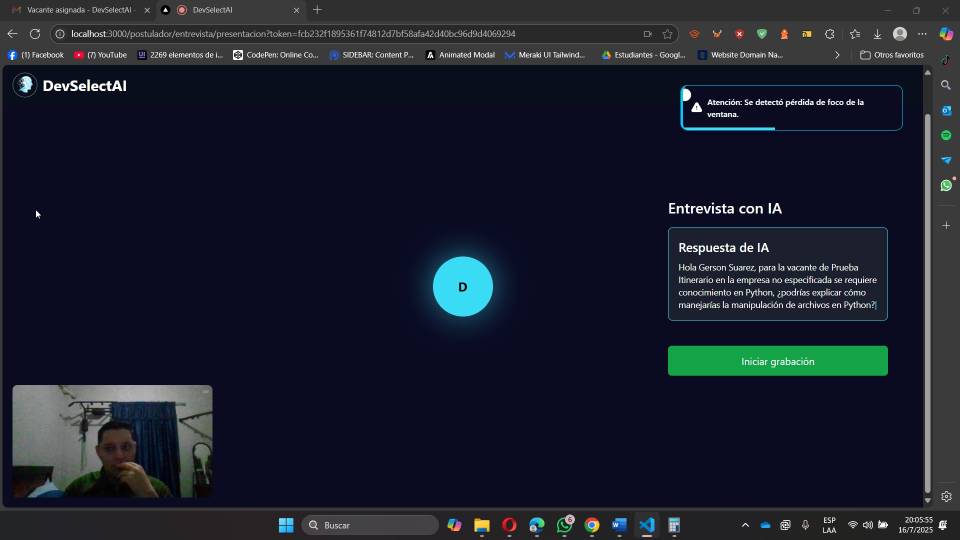 Vacante asignada - DevSelectAI -
DevSelectAI
localhost:3000/postulador/entrevista/presentacion?token=fcb232f1895361f74812d7bf58afa42d40bc96d9d4069294
(1) Facebook
(7) YouTube
2269 elementos de i...
CodePen: Online Co...
SIDEBAR: Content P...
Animated Modal
Meraki UI Tailwind...
Estudiantes - Googl...
Website Domain Na...
Otros favoritos
DevSelectAI
Atención: Se detectó pérdida de foco de la
ventana.
Entrevista con IA
Respuesta de IA
Hola Gerson Suarez, para la vacante de Prueba
Itinerario en la empresa no especificada se requiere
conocimiento en Python, ¿podrías explicar cómo
manejarías la manipulación de archivos en Python?|
D
Iniciar grabación
Buscar
6
ESP
LAA
20:05:55
16/7/2025